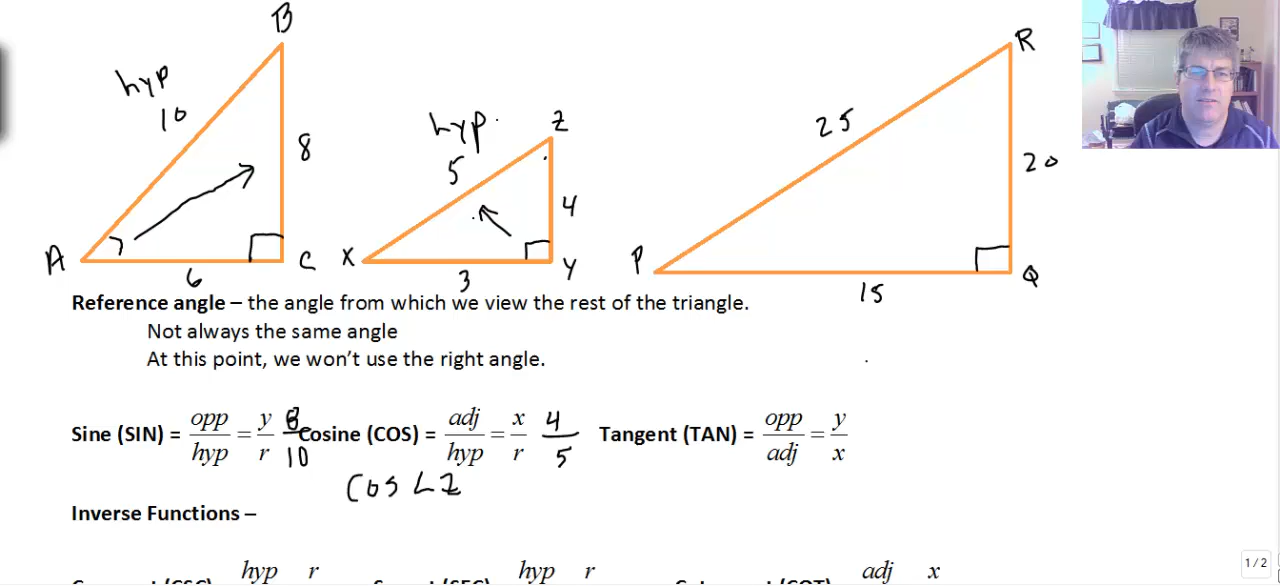 B
hyp
10
8
A
6
C
hyp.
5
Z
4
X
3
Y
R
25
20
P
15
Q
Reference angle – the angle from which we view the rest of the triangle.
Not always the same angle
At this point, we won't use the right angle.
Sine (SIN) = opp/hyp = y/r 8/10 Cosine (COS) = adj/hyp = x/r 4/5 Tangent (TAN) = opp/adj = y/x
Cos ∠Z
Inverse Functions –
hyp r hyp r adj x
1 / 2